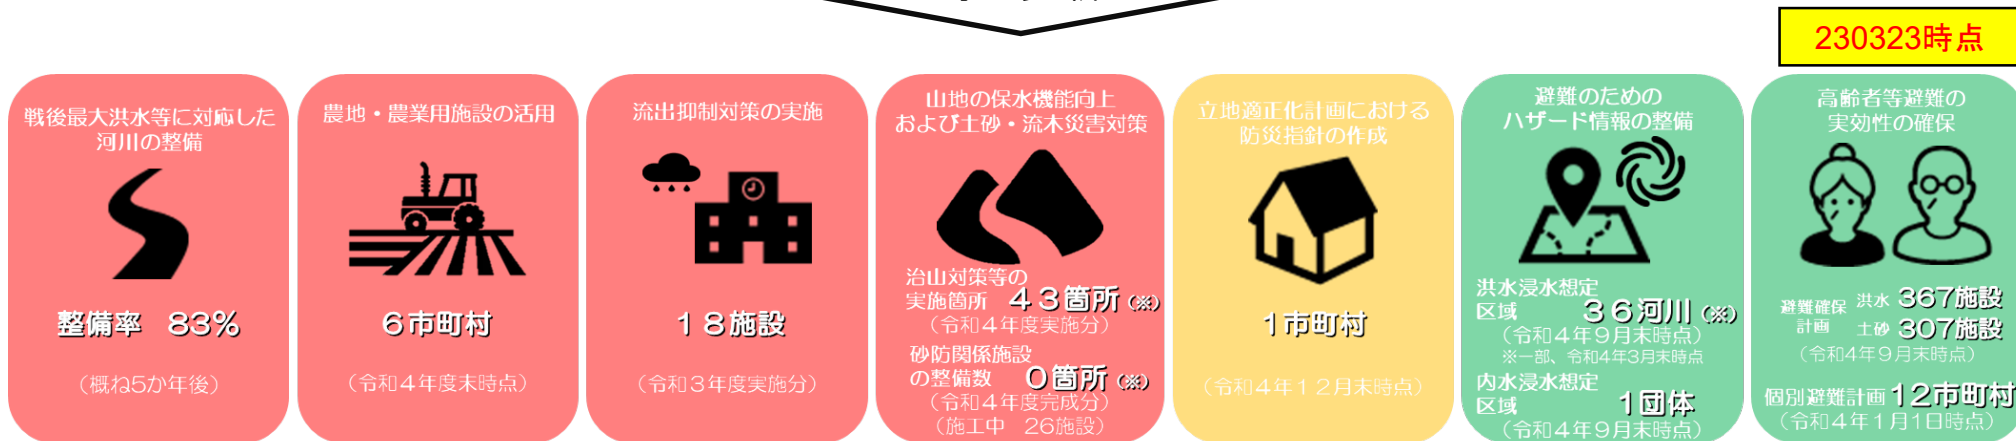 230323時点
戦後最大洪水等に対応した
河川の整備
整備率 83%
(概ね5か年後)
農地・農業用施設の活用
6市町村
(令和4年度末時点)
流出抑制対策の実施
18施設
(令和3年度実施分)
山地の保水機能向上
および土砂・流木災害対策
治山対策等の
実施箇所 43箇所(※)
(令和4年度実施分)
砂防関係施設
の整備数 0箇所(※)
(令和4年度完成分)
(施工中 26施設)
立地適正化計画における
防災指針の作成
1市町村
(令和4年12月末時点)
避難のための
ハザード情報の整備
洪水浸水想定
区域 36河川(※)
(令和4年9月末時点)
※一部、令和4年3月末時点
内水浸水想定
区域 1団体
(令和4年9月末時点)
高齢者等避難の
実効性の確保
避難確保 洪水 367施設
計画 土砂 307施設
(令和4年9月末時点)
個別避難計画 12市町村
(令和4年1月1日時点)